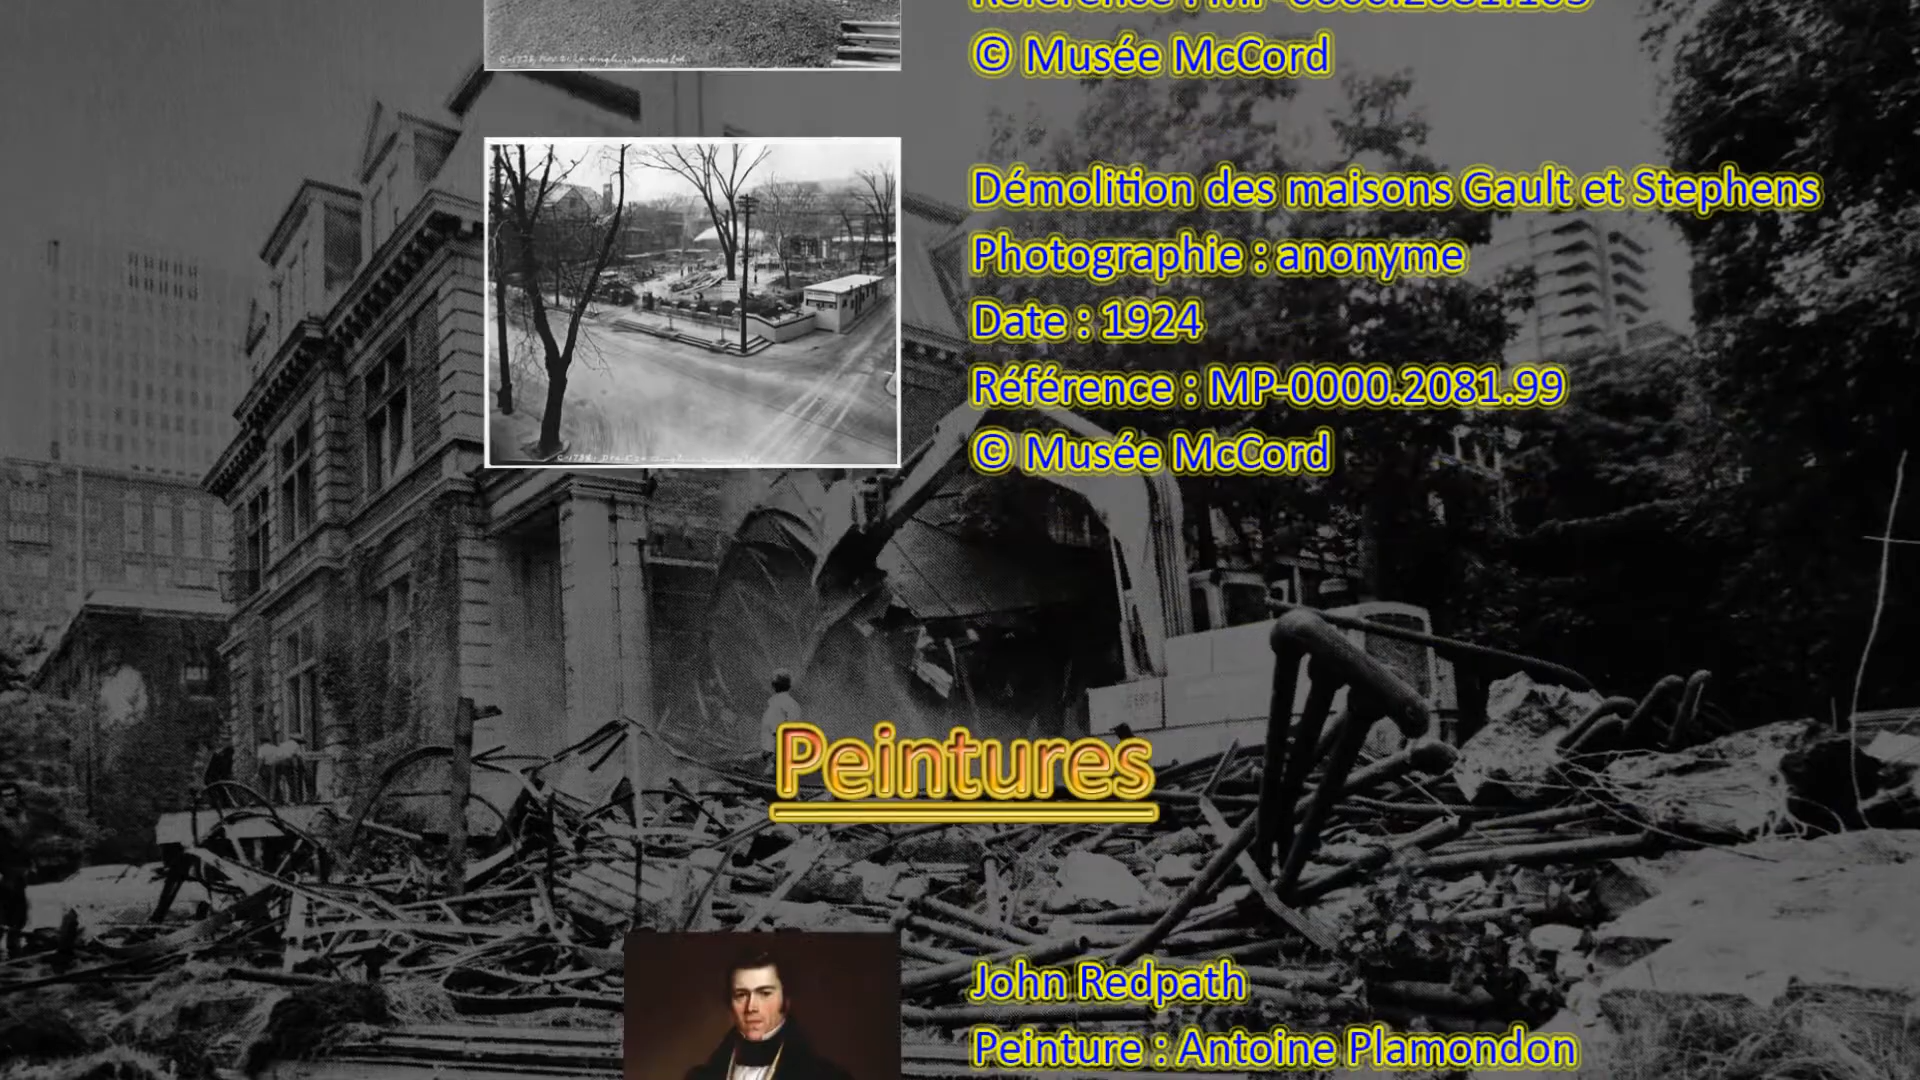 © Musée McCord
Démolition des maisons Gault et Stephens
Photographie : anonyme
Date : 1924
Référence : MP-0000.2081.99
© Musée McCord
Peintures
John Redpath
Peinture : Antoine Plamondon